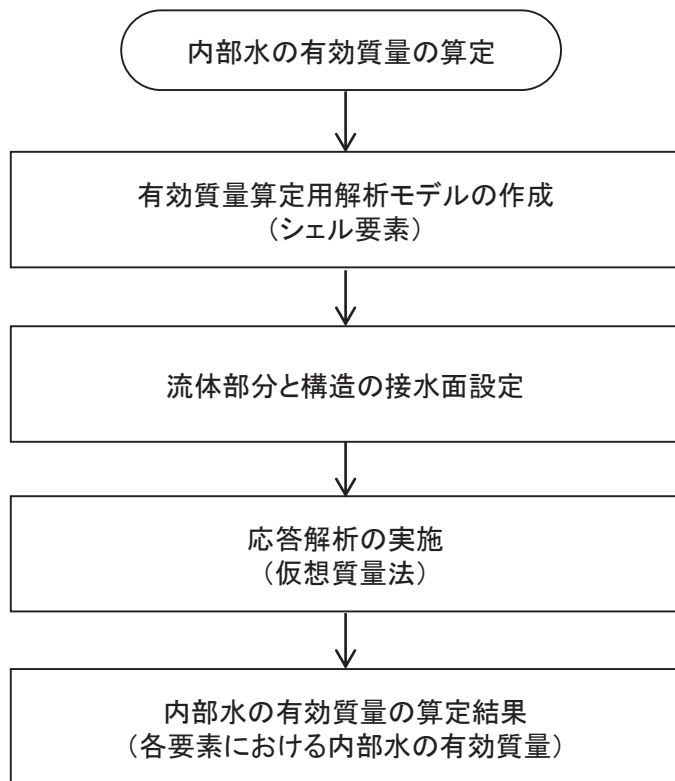 内部水の有効質量の算定
有効質量算定用解析モデルの作成
（シェル要素）
流体部分と構造の接水面設定
応答解析の実施
（仮想質量法）
内部水の有効質量の算定結果
（各要素における内部水の有効質量）